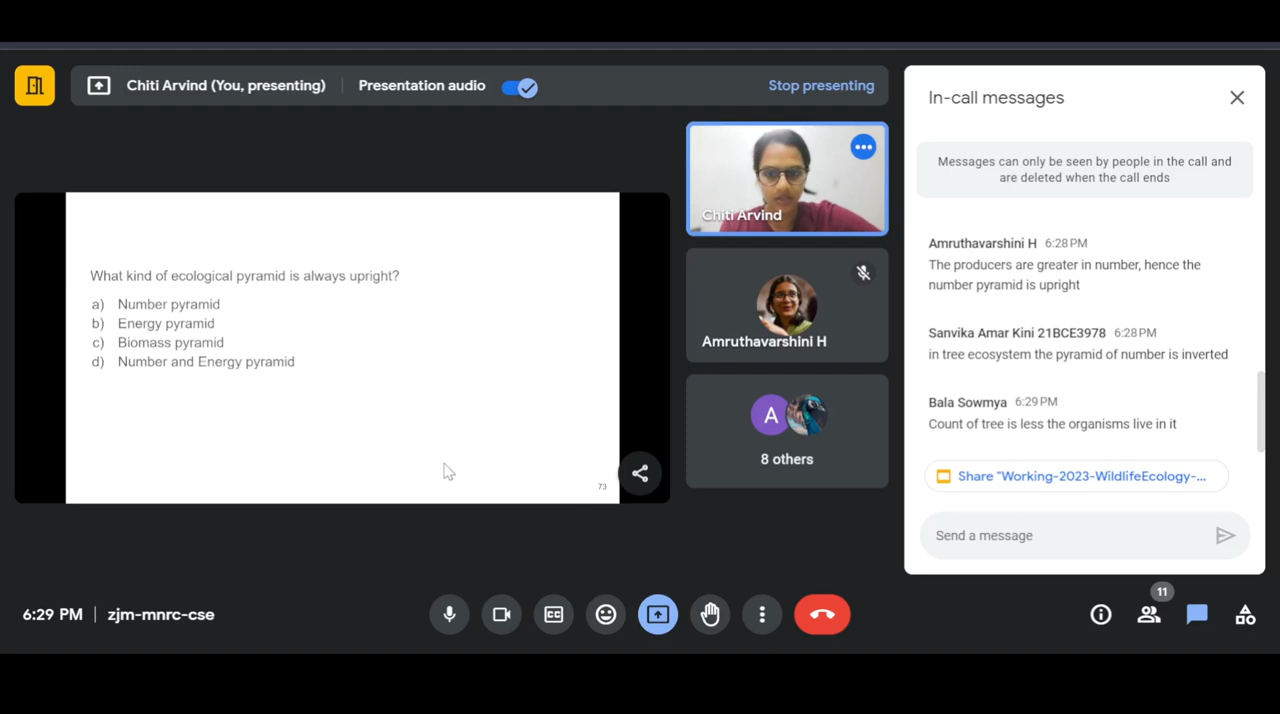 Chiti Arvind (You, presenting)
Presentation audio
Stop presenting
What kind of ecological pyramid is always upright?
a) Number pyramid
b) Energy pyramid
c) Biomass pyramid
d) Number and Energy pyramid
73
Chiti Arvind
Amruthavarshini H
A
8 others
In-call messages
Messages can only be seen by people in the call and
are deleted when the call ends
Amruthavarshini H 6:28 PM
The producers are greater in number, hence the
number pyramid is upright
Sanvika Amar Kini 21BCE3978 6:28 PM
in tree ecosystem the pyramid of number is inverted
Bala Sowmya 6:29 PM
Count of tree is less the organisms live in it
Share "Working-2023-WildlifeEcology-...
Send a message
6:29 PM | zjm-mnrc-cse
CC
11